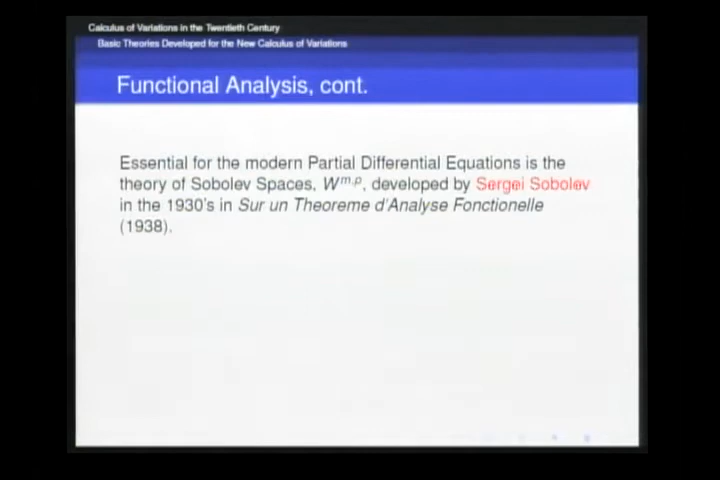 Calculus of Variations in the Twentieth Century
Basic Theories Developed for the New Calculus of Variations
Functional Analysis, cont.
Essential for the modern Partial Differential Equations is the
theory of Sobolev Spaces, W^{m,p}, developed by Sergei Sobolev
in the 1930's in Sur un Theoreme d'Analyse Fonctionelle
(1938).